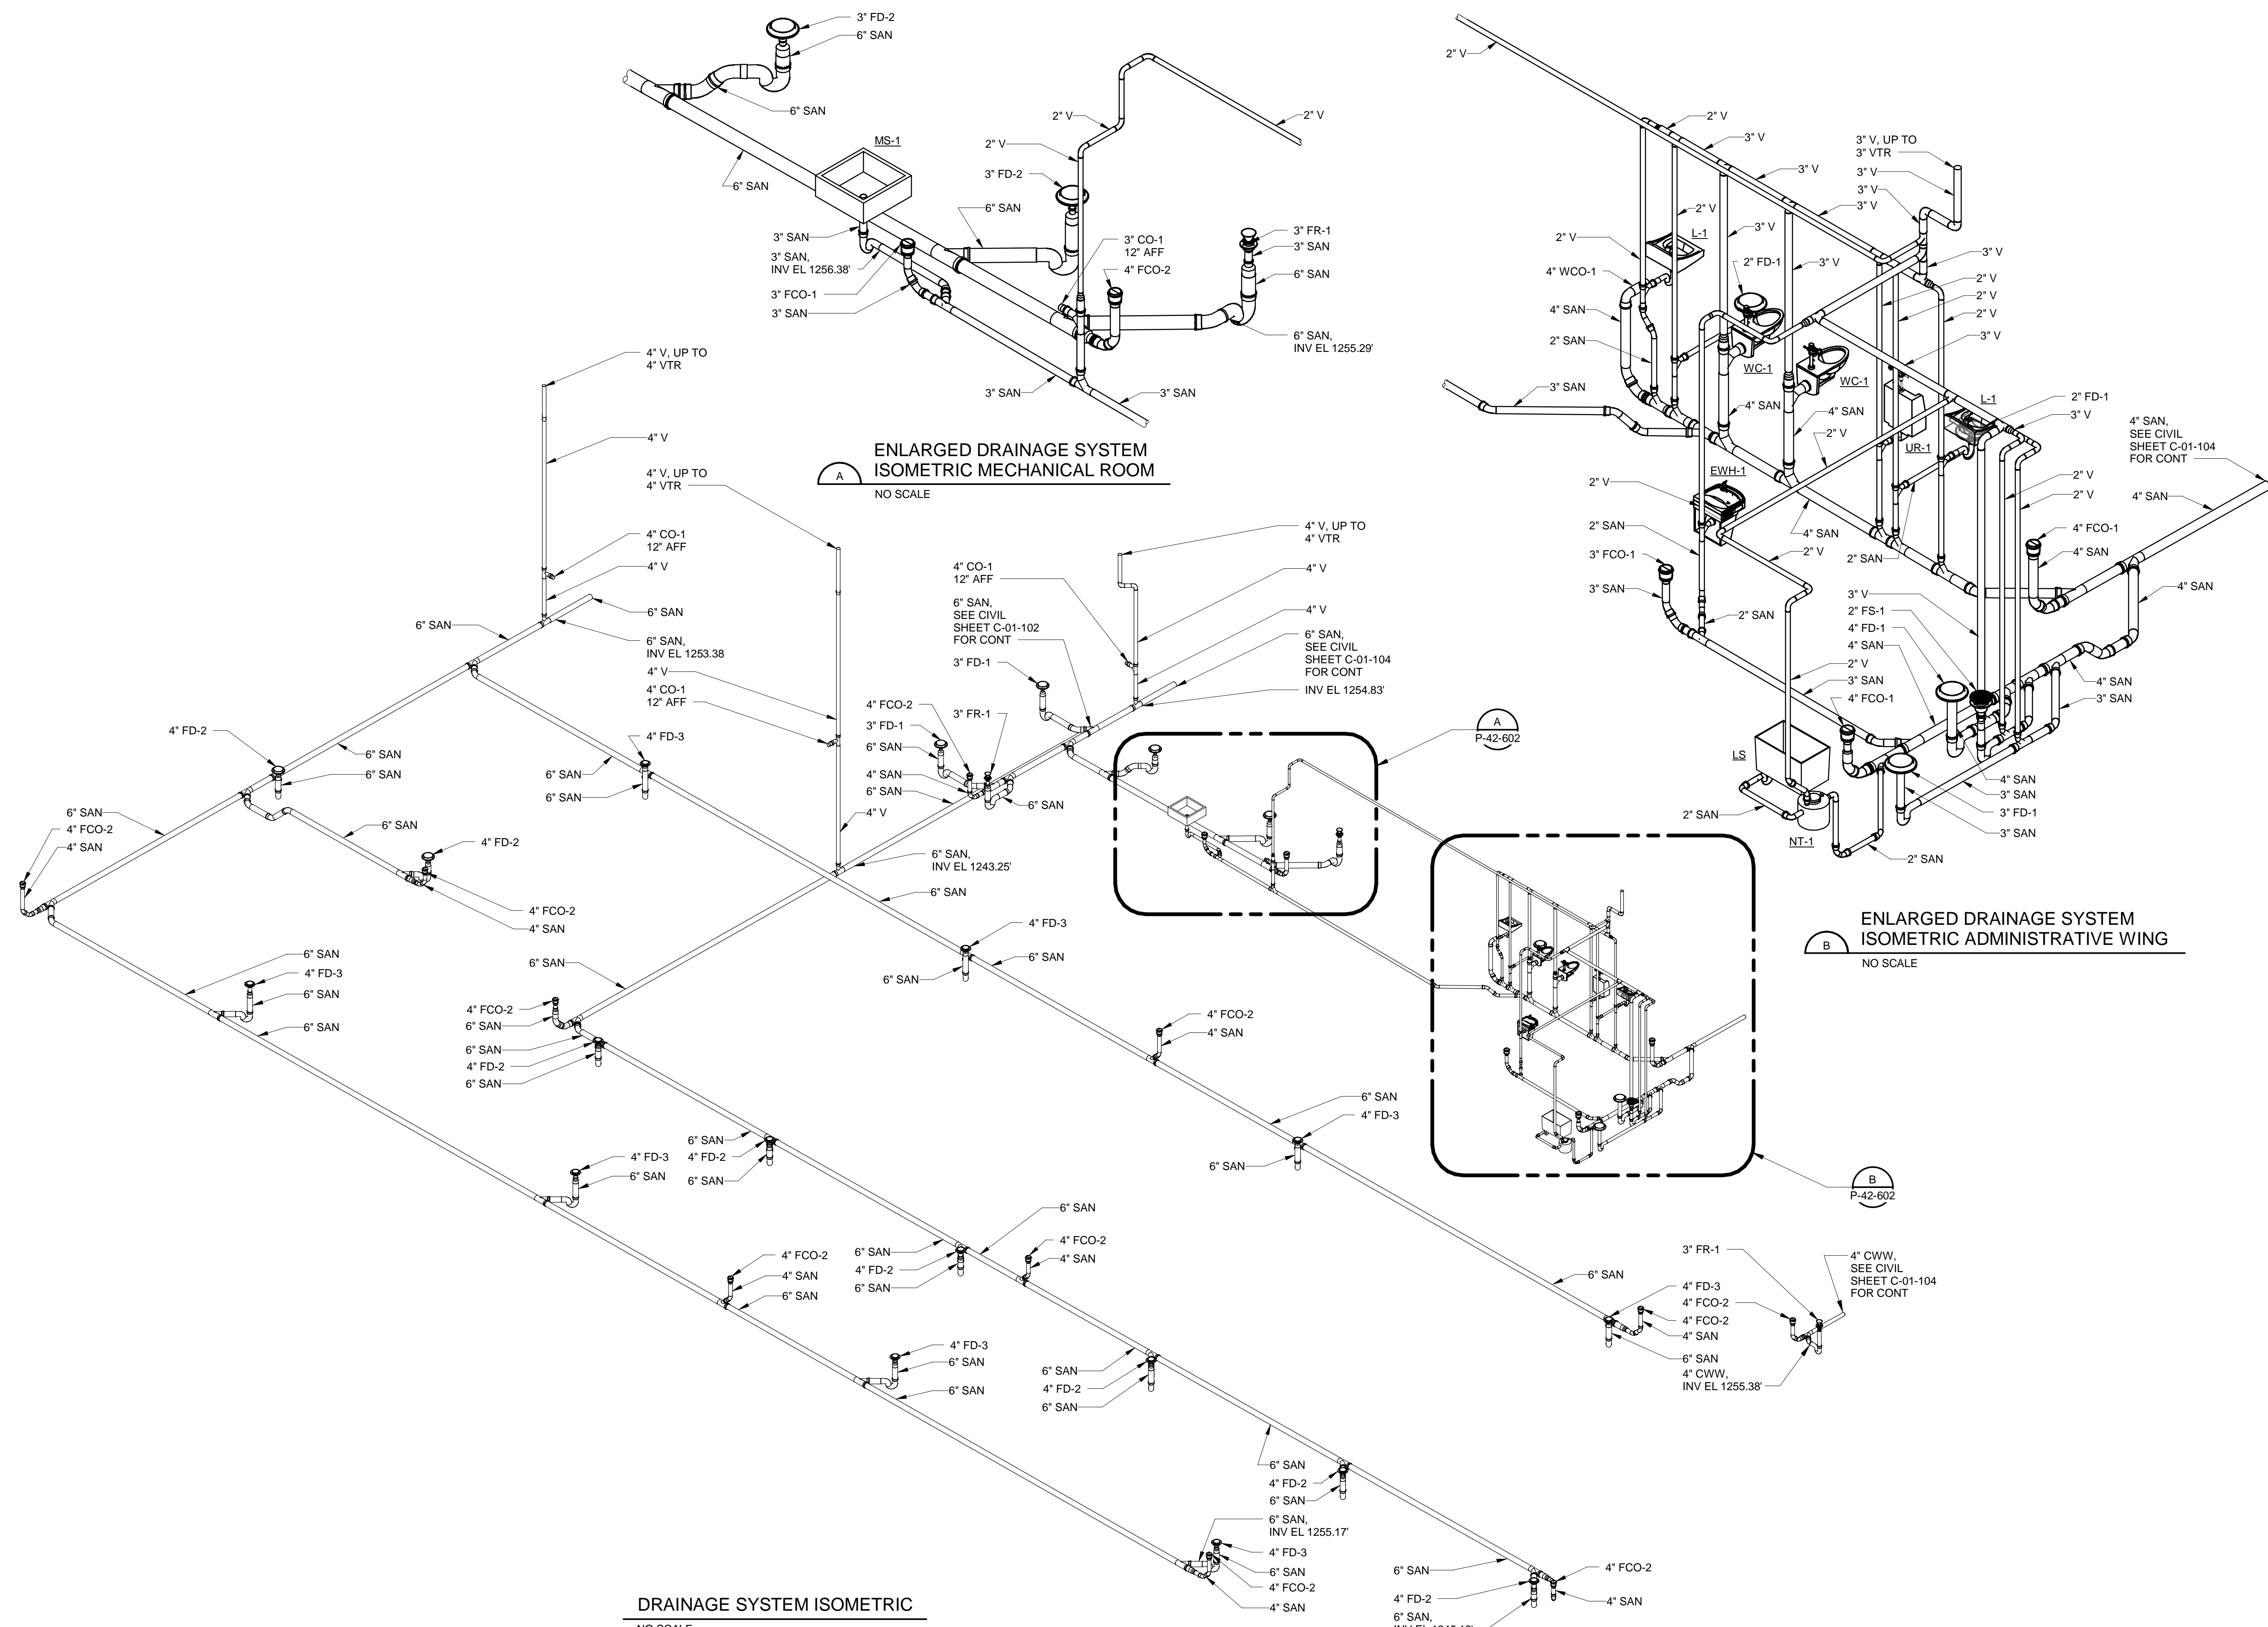 3" FD-2
6" SAN
6" SAN
6" SAN
MS-1
2" V
2" V
2" V
3" FD-2
6" SAN
3" SAN
3" SAN,
INV EL 1256.38'
3" FCO-1
3" SAN
3" CO-1
12" AFF
4" FCO-2
3" FR-1
3" SAN
6" SAN
6" SAN,
INV EL 1255.29'
3" SAN
3" SAN
A
ENLARGED DRAINAGE SYSTEM
ISOMETRIC MECHANICAL ROOM
NO SCALE
2" V
2" V
3" V
3" V
3" V
3" V
3" V, UP TO
3" VTR
3" V
3" V
2" V
L-1
2" V
3" V
2" FD-1
3" V
4" WCO-1
4" SAN
2" SAN
3" V
2" V
2" V
2" V
3" V
3" SAN
WC-1
WC-1
4" SAN
4" SAN
2" V
L-1
2" FD-1
3" V
UR-1
4" SAN,
SEE CIVIL
SHEET C-01-104
FOR CONT
EWH-1
2" V
2" V
2" V
4" SAN
2" SAN
4" SAN
2" V
2" SAN
4" FCO-1
4" SAN
3" FCO-1
3" SAN
2" SAN
4" SAN
3" V
2" FS-1
4" FD-1
4" SAN
2" V
3" SAN
4" FCO-1
4" SAN
3" SAN
LS
4" SAN
3" SAN
3" FD-1
3" SAN
2" SAN
NT-1
2" SAN
B
ENLARGED DRAINAGE SYSTEM
ISOMETRIC ADMINISTRATIVE WING
NO SCALE
4" V, UP TO
4" VTR
4" V
4" V, UP TO
4" VTR
4" CO-1
12" AFF
4" V
6" SAN
6" SAN
6" SAN,
INV EL 1253.38
4" V
4" CO-1
12" AFF
4" CO-1
12" AFF
6" SAN,
SEE CIVIL
SHEET C-01-102
FOR CONT
3" FD-1
4" V, UP TO
4" VTR
4" V
4" V
6" SAN,
SEE CIVIL
SHEET C-01-104
FOR CONT
INV EL 1254.83'
4" FCO-2
3" FD-1
6" SAN
4" SAN
6" SAN
3" FR-1
6" SAN
A
P-42-602
4" FD-2
6" SAN
6" SAN
4" FD-3
6" SAN
6" SAN
4" V
6" SAN
4" FCO-2
4" SAN
6" SAN
4" FD-2
6" SAN,
INV EL 1243.25'
6" SAN
4" FCO-2
4" SAN
4" FD-3
6" SAN
6" SAN
6" SAN
4" FD-3
6" SAN
6" SAN
6" SAN
4" FCO-2
6" SAN
6" SAN
4" FD-2
6" SAN
4" FCO-2
4" SAN
6" SAN
4" FD-3
6" SAN
6" SAN
4" FD-2
6" SAN
4" FD-3
6" SAN
B
P-42-602
6" SAN
4" FCO-2
4" SAN
6" SAN
4" FD-2
6" SAN
4" FCO-2
4" SAN
6" SAN
3" FR-1
4" CWW,
SEE CIVIL
SHEET C-01-104
FOR CONT
6" SAN
4" FD-3
4" FCO-2
4" FCO-2
4" SAN
6" SAN
4" CWW,
INV EL 1255.38'
4" FD-3
6" SAN
6" SAN
6" SAN
4" FD-2
6" SAN
6" SAN
4" FD-2
6" SAN
6" SAN,
INV EL 1255.17'
4" FD-3
6" SAN
4" FCO-2
4" SAN
6" SAN
4" FD-2
6" SAN,
4" FCO-2
4" SAN
DRAINAGE SYSTEM ISOMETRIC